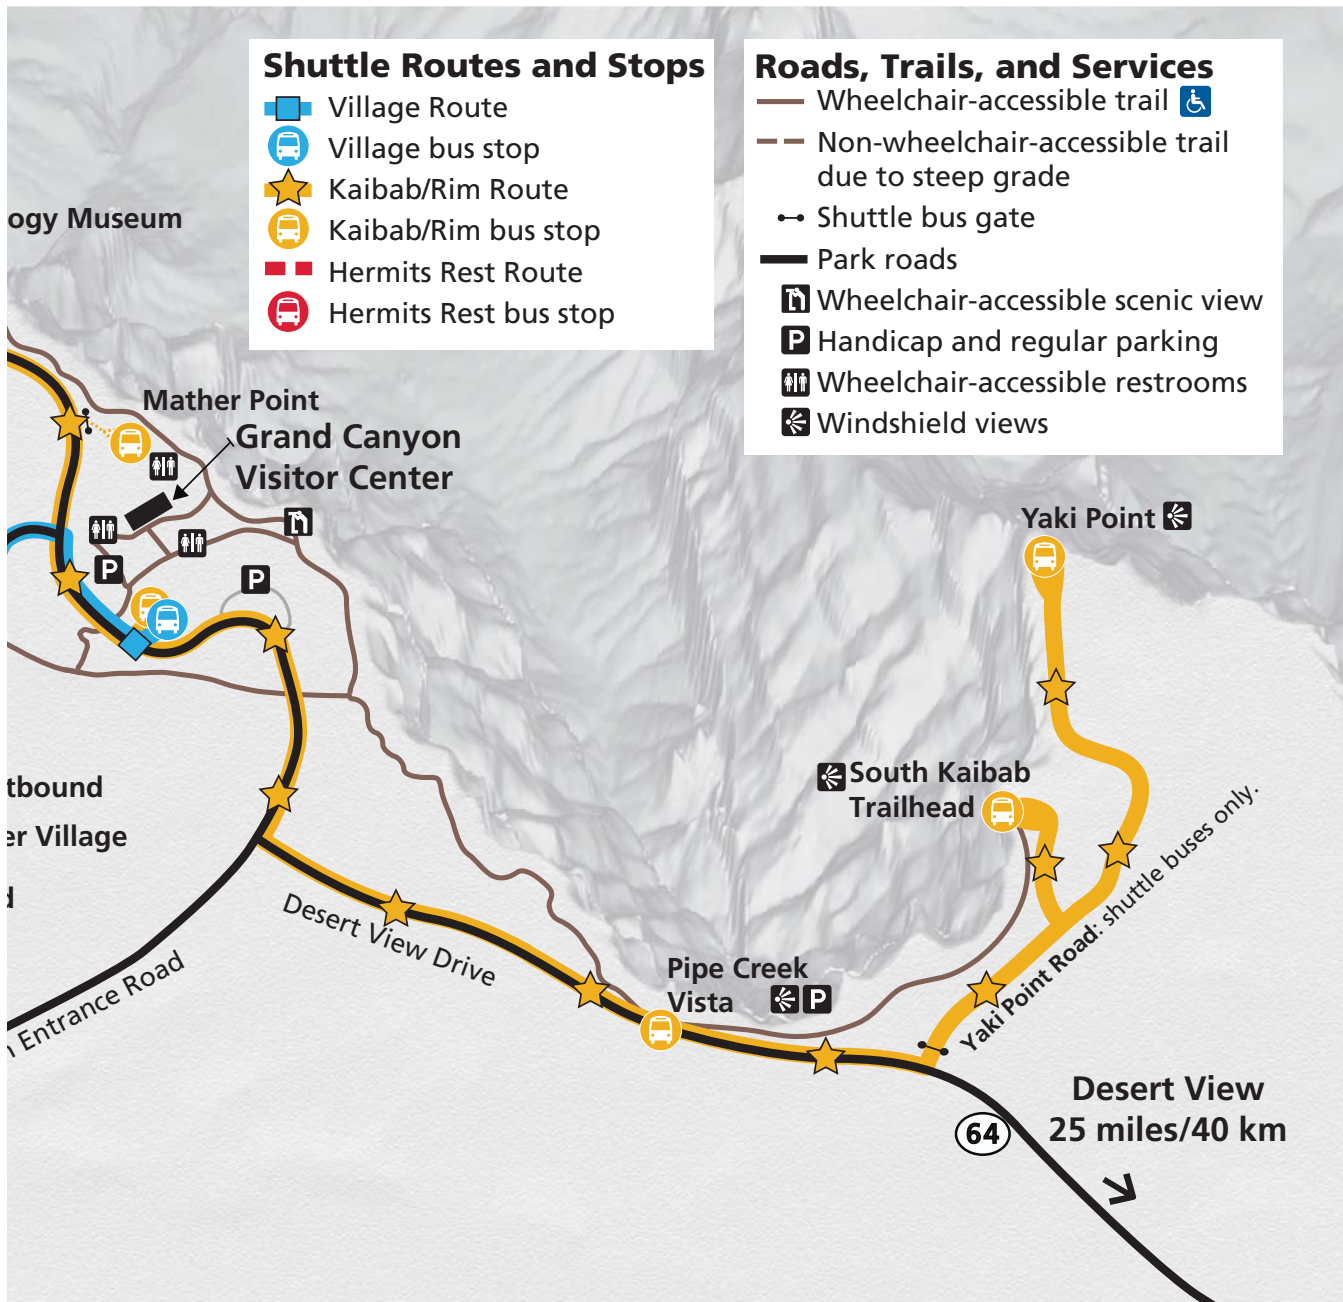 Shuttle Routes and Stops
Village Route
Village bus stop
Kaibab/Rim Route
Kaibab/Rim bus stop
Hermits Rest Route
Hermits Rest bus stop
Roads, Trails, and Services
Wheelchair-accessible trail
Non-wheelchair-accessible trail
due to steep grade
Shuttle bus gate
Park roads
Wheelchair-accessible scenic view
P Handicap and regular parking
Wheelchair-accessible restrooms
Windshield views
ogy Museum
Mather Point
Grand Canyon
Visitor Center
P
P
Yaki Point
South Kaibab
Trailhead
tbound
er Village
d
Desert View Drive
Entrance Road
Pipe Creek
Vista P
Yaki Point Road: shuttle buses only.
64
Desert View
25 miles/40 km